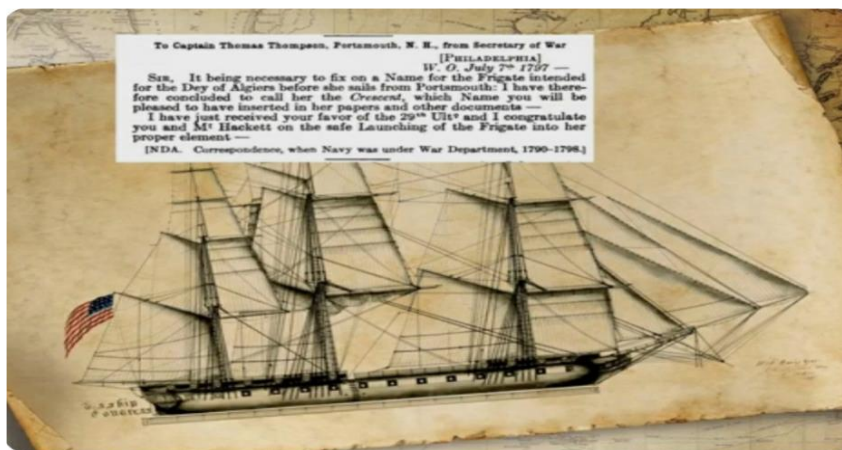 To Captain Thomas Thompson, Portsmouth, N. H., from Secretary of War
[PHILADELPHIA]
W. O. July 7th 1797 —
SIR, It being necessary to fix on a Name for the Frigate intended
for the Dey of Algiers before she sails from Portsmouth: I have there-
fore concluded to call her the Crescent, which Name you will be
pleased to have inserted in her papers and other documents —
I have just received your favor of the 29th Ulto and I congratulate
you and Mr Hackett on the safe Launching of the Frigate into her
proper element —
[NDA. Correspondence, when Navy was under War Department, 1790–1798.]
U.S. Ship
Congress